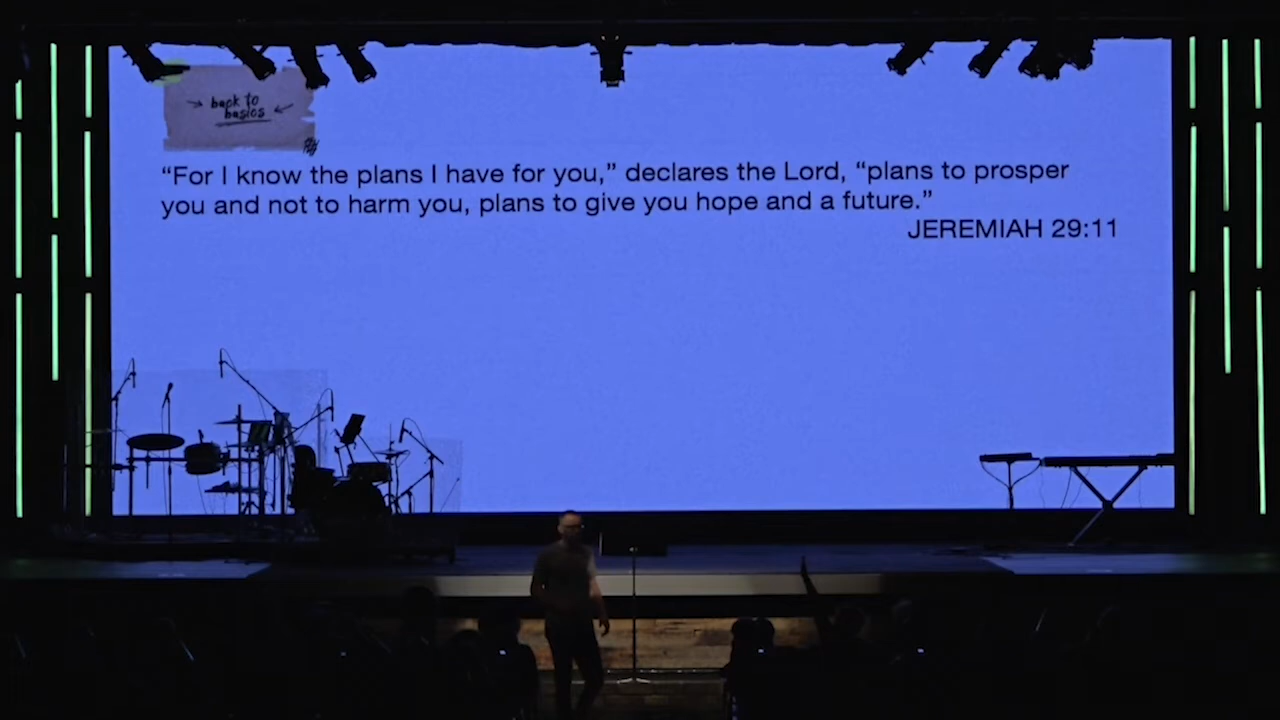 back to
basics
“For I know the plans I have for you,” declares the Lord, “plans to prosper
you and not to harm you, plans to give you hope and a future.”
JEREMIAH 29:11